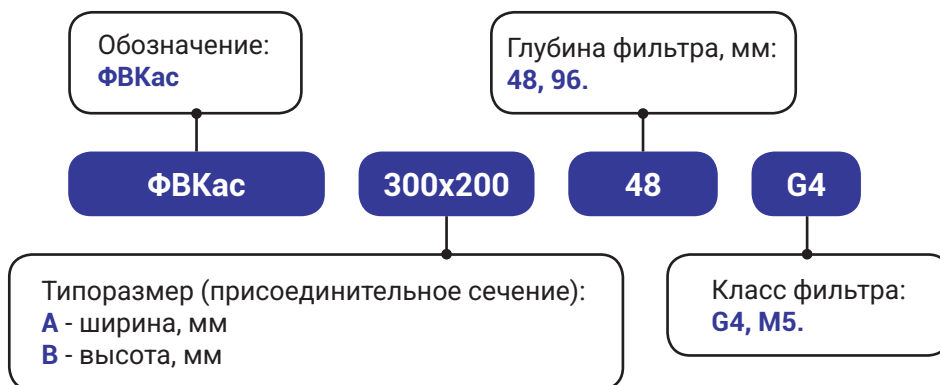 Обозначение:
ФВКас
Глубина фильтра, мм:
48, 96.
ФВКас 300х200 48 G4
Типоразмер (присоединительное сечение):
А - ширина, мм
В - высота, мм
Класс фильтра:
G4, M5.